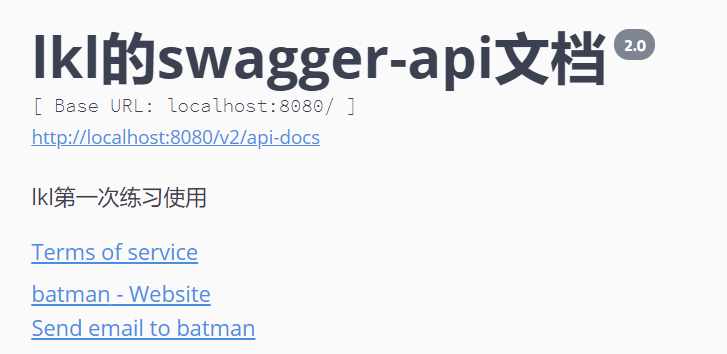 lkl的swagger-api文档 2.0
[ Base URL: localhost:8080/ ]
http://localhost:8080/v2/api-docs
lkl第一次练习使用
Terms of service
batman - Website
Send email to batman